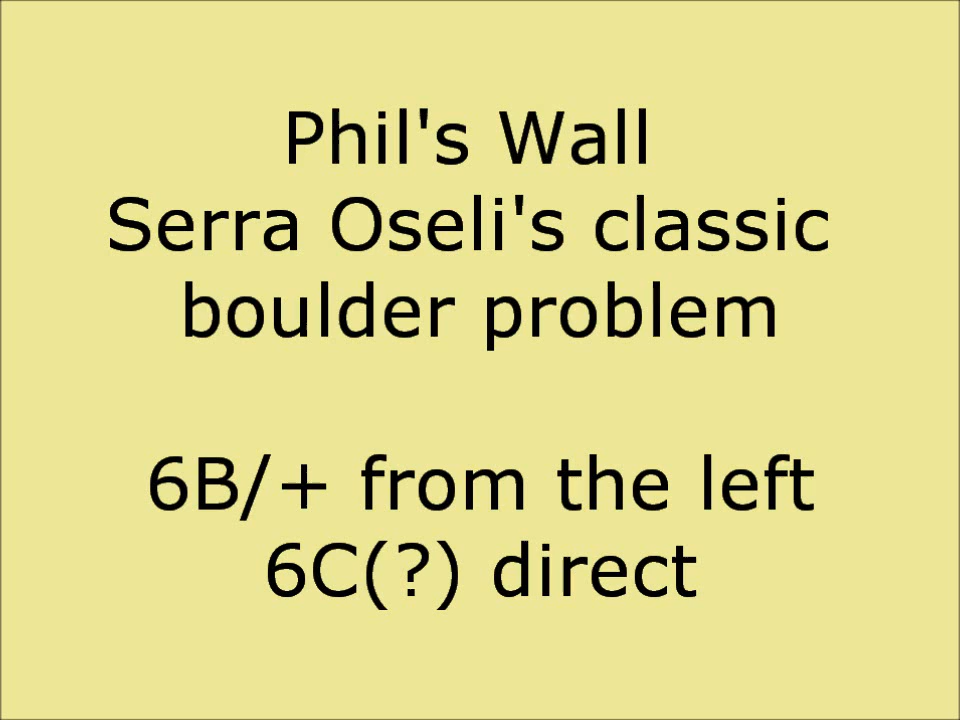 Phil's Wall
Serra Oseli's classic
boulder problem
6B/+ from the left
6C(?) direct